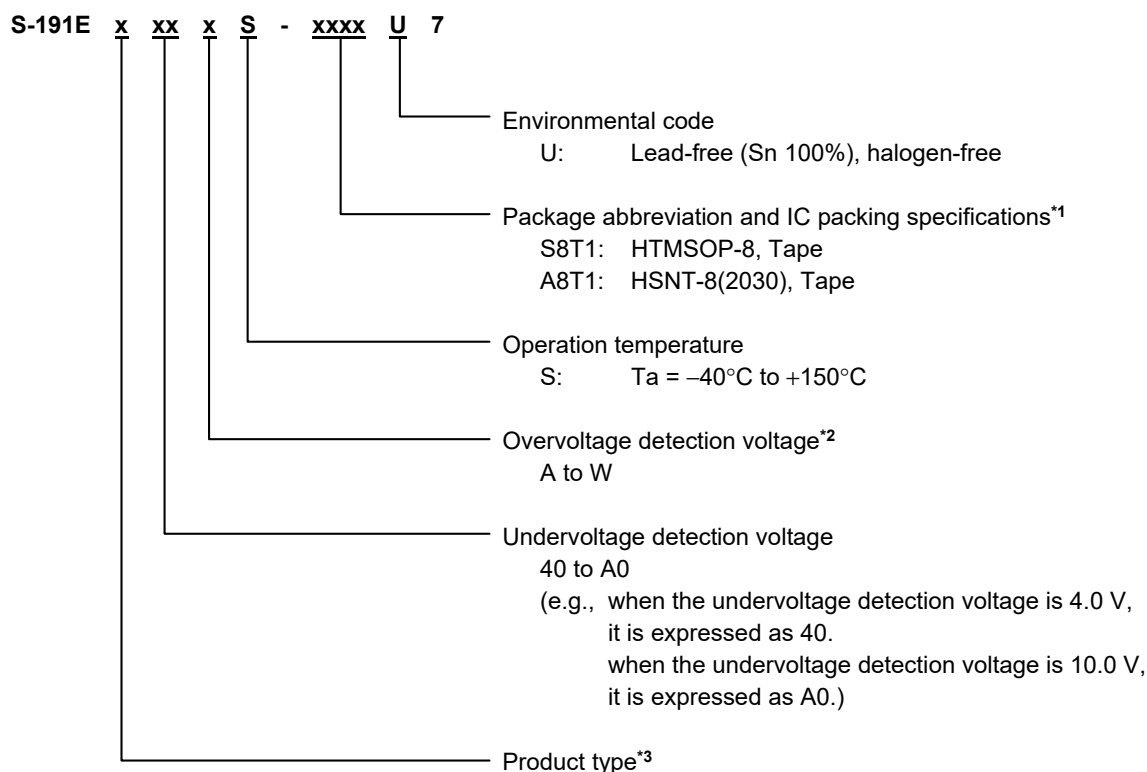 S-191E x xx x S - xxxx U 7
Environmental code
U: Lead-free (Sn 100%), halogen-free
Package abbreviation and IC packing specifications*1
S8T1: HTMSOP-8, Tape
A8T1: HSNT-8(2030), Tape
Operation temperature
S: Ta = −40°C to +150°C
Overvoltage detection voltage*2
A to W
Undervoltage detection voltage
40 to A0
(e.g., when the undervoltage detection voltage is 4.0 V,
it is expressed as 40.
when the undervoltage detection voltage is 10.0 V,
it is expressed as A0.)
Product type*3